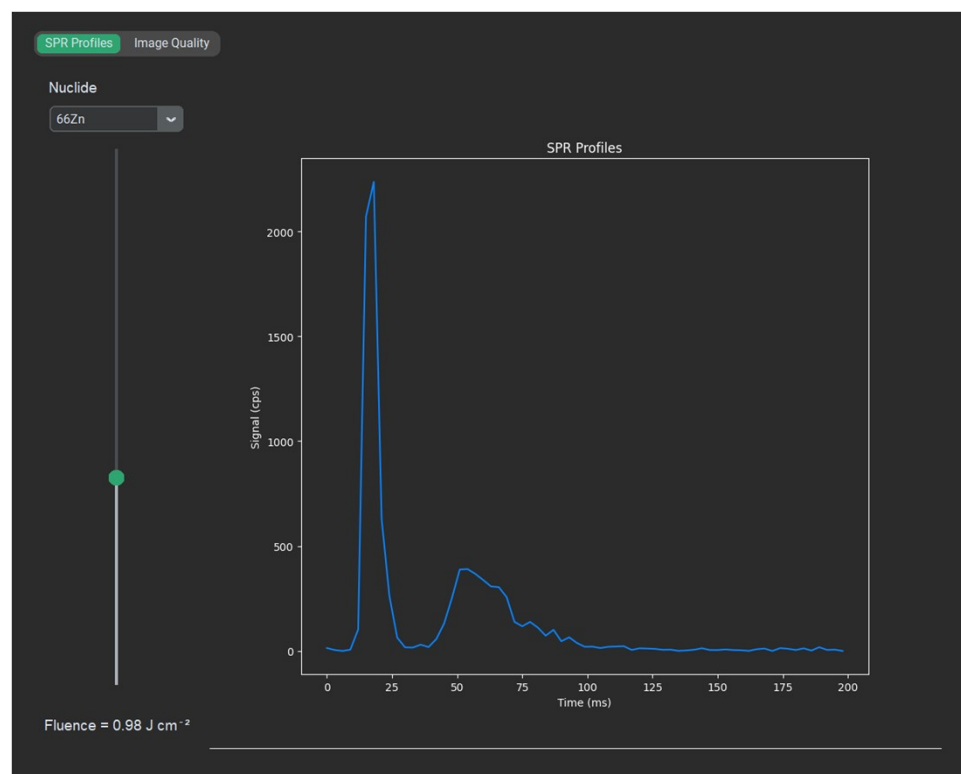 SPR Profiles Image Quality
Nuclide
66Zn
SPR Profiles
2000
1500
1000
500
0
Signal (cps)
0 25 50 75 100 125 150 175 200
Time (ms)
Fluence = 0.98 J cm⁻²